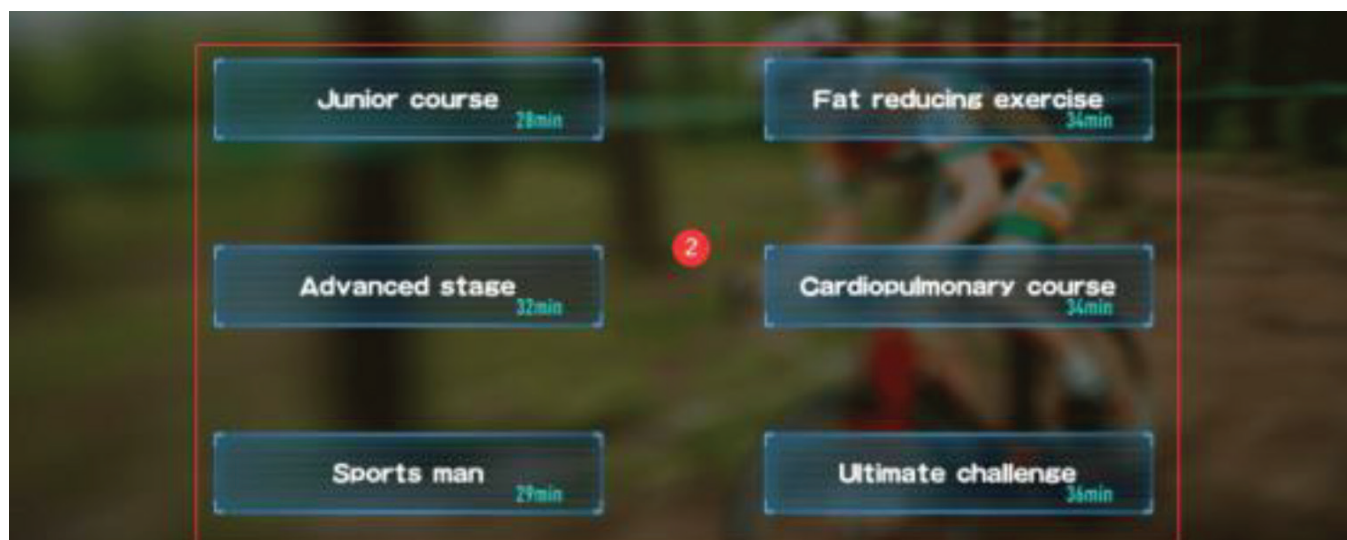 Junior course
28min
Fat reducing exercise
34min
2
Advanced stage
32min
Cardiopulmonary course
34min
Sports man
29min
Ultimate challenge
36min